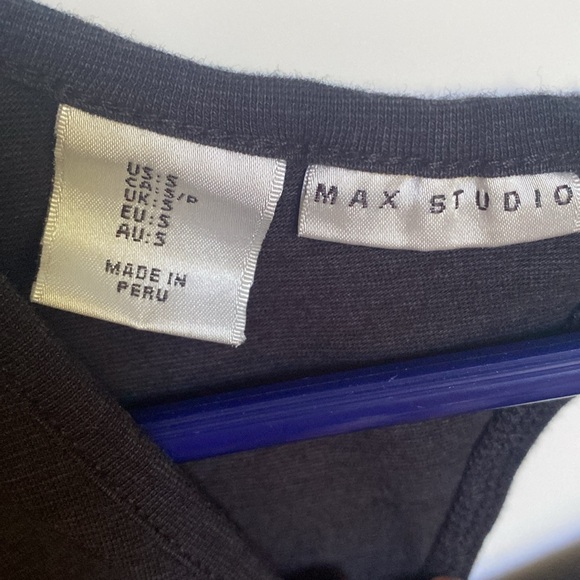 US:S
CA:S/P
UK:S
EU:S
AU:S
MADE IN
PERU
MAX STUDIO